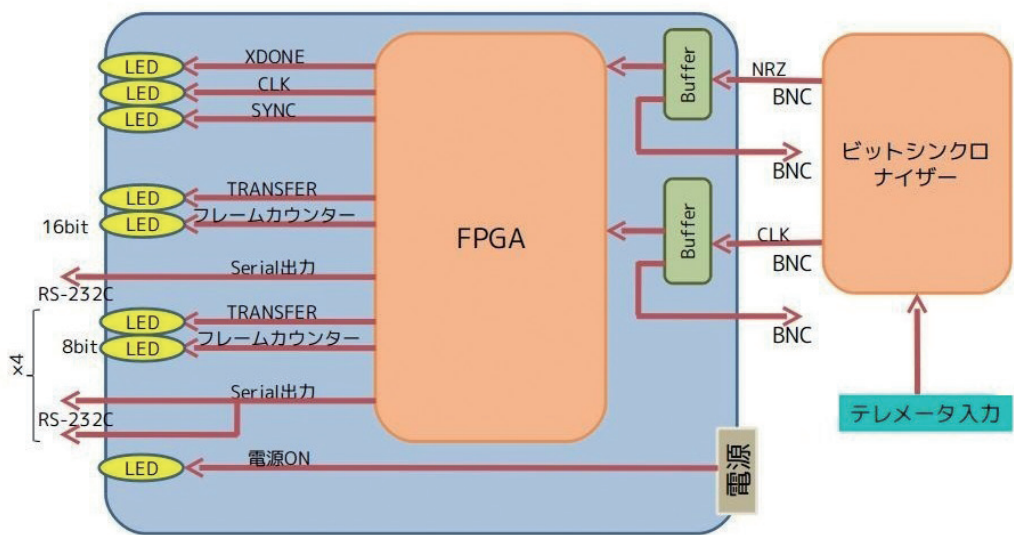 LED
XDONE
LED
CLK
LED
SYNC
LED
TRANSFER
16bit
LED
フレームカウンター
Serial出力
RS-232C
LED
TRANSFER
×4
8bit
LED
フレームカウンター
Serial出力
RS-232C
LED
電源ON
FPGA
Buffer
NRZ
BNC
BNC
Buffer
CLK
BNC
BNC
電源
ビットシンクロ
ナイザー
テレメータ入力